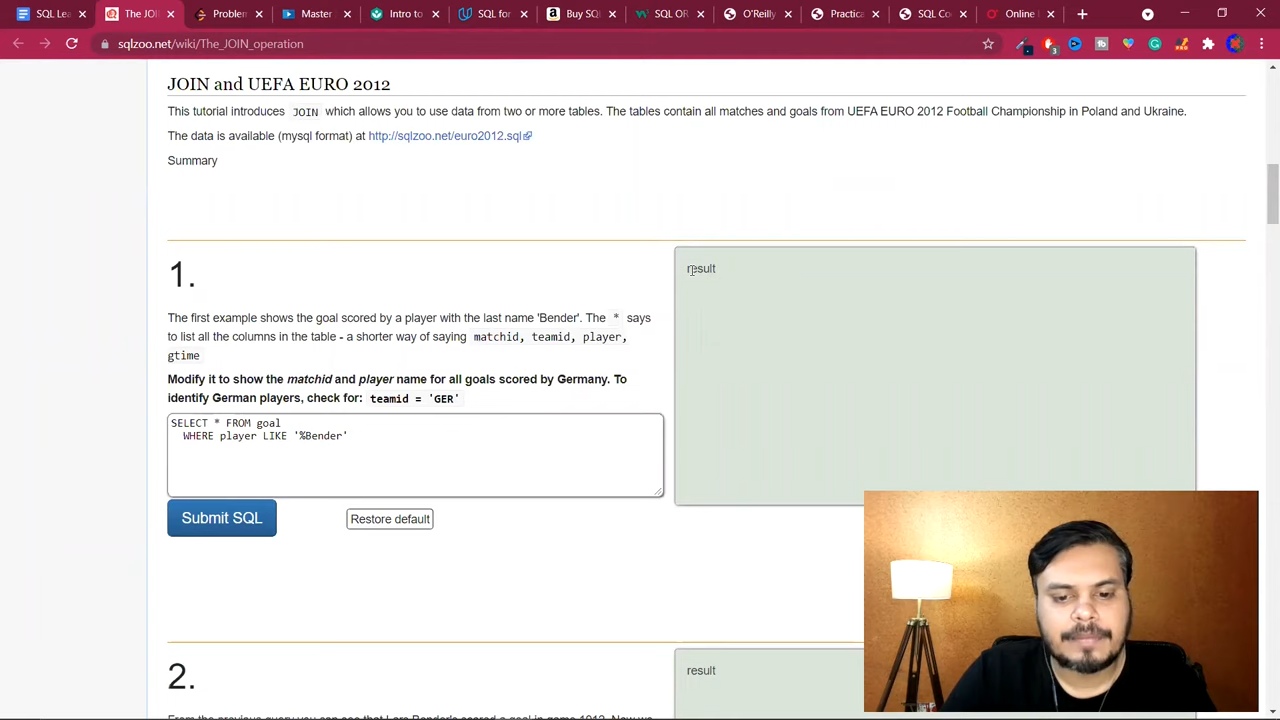 SQL Lea
The JOIN
Problem
Master
Intro to
SQL for
Buy SQL
SQL OR
O'Reilly
Practica
SQL Co
Online
sqlzoo.net/wiki/The_JOIN_operation
3
JOIN and UEFA EURO 2012
This tutorial introduces JOIN which allows you to use data from two or more tables. The tables contain all matches and goals from UEFA EURO 2012 Football Championship in Poland and Ukraine.
The data is available (mysql format) at http://sqlzoo.net/euro2012.sql
Summary
1.
result
The first example shows the goal scored by a player with the last name 'Bender'. The * says
to list all the columns in the table - a shorter way of saying matchid, teamid, player,
gtime
Modify it to show the matchid and player name for all goals scored by Germany. To
identify German players, check for: teamid = 'GER'
SELECT * FROM goal
WHERE player LIKE '%Bender'
Submit SQL
Restore default
2.
result